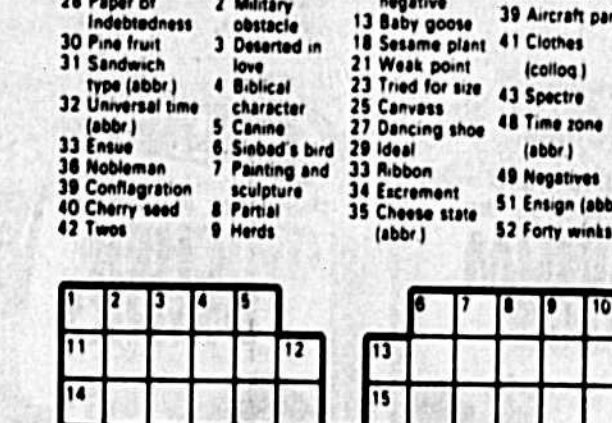 28 Paper of
Indebtedness
30 Pine fruit
31 Sandwich
type (abbr.)
32 Universal time
(abbr.)
33 Ensue
36 Nobleman
39 Conflagration
40 Cherry seed
42 Twos
2 Military
obstacle
3 Deserted in
love
4 Biblical
character
5 Canine
6. Sinbad's bird
7 Painting and
sculpture
8 Partial
9 Herds
negative
13 Baby goose
18 Sesame plant
21 Weak point
23 Tried for size
25 Canvass
27 Dancing shoe
29 Ideal
33 Ribbon
34 Excrement
35 Cheese state
(abbr.)
39 Aircraft par
41 Clothes
(colloq)
43 Spectre
48 Time zone
(abbr.)
49 Negatives
51 Ensign (abb
52 Forty winks
1 2 3 4 5 6 7 8 9 10
11 12 13
14 15